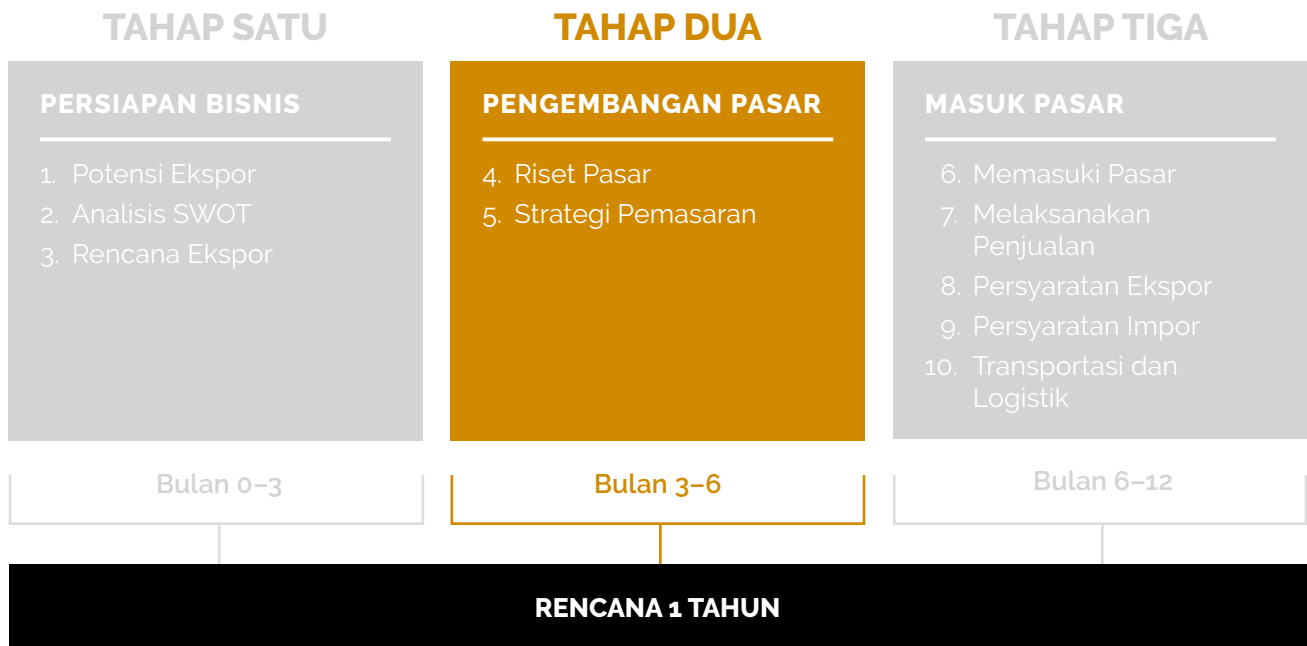 TAHAP SATU
PERSIAPAN BISNIS
1. Potensi Ekspor
2. Analisis SWOT
3. Rencana Ekspor
Bulan 0–3
TAHAP DUA
PENGEMBANGAN PASAR
4. Riset Pasar
5. Strategi Pemasaran
Bulan 3–6
TAHAP TIGA
MASUK PASAR
6. Memasuki Pasar
7. Melaksanakan
Penjualan
8. Persyaratan Ekspor
9. Persyaratan Impor
10. Transportasi dan
Logistik
Bulan 6–12
RENCANA 1 TAHUN